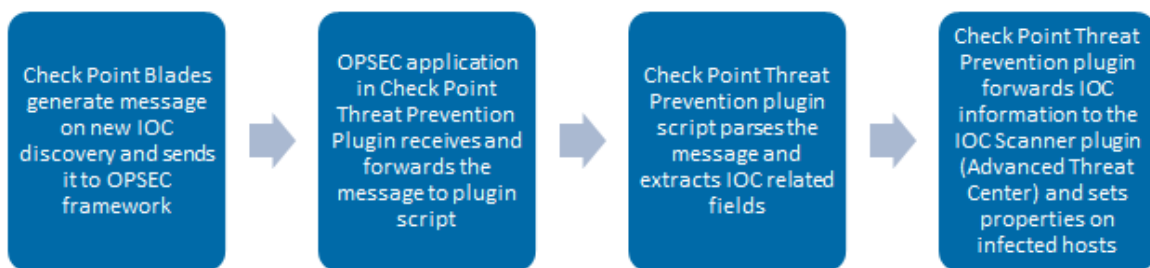 Check Point Blades
generate message
on new IOC
discovery and sends
it to OPSEC
framework
OPSEC application
in Check Point
Threat Prevention
Plugin receives and
forwards the
message to plugin
script
Check Point Threat
Prevention plugin
script parses the
message and
extracts IOC related
fields
Check Point Threat
Prevention plugin
forwards IOC
information to the
IOC Scanner plugin
(Advanced Threat
Center) and sets
properties on
infected hosts